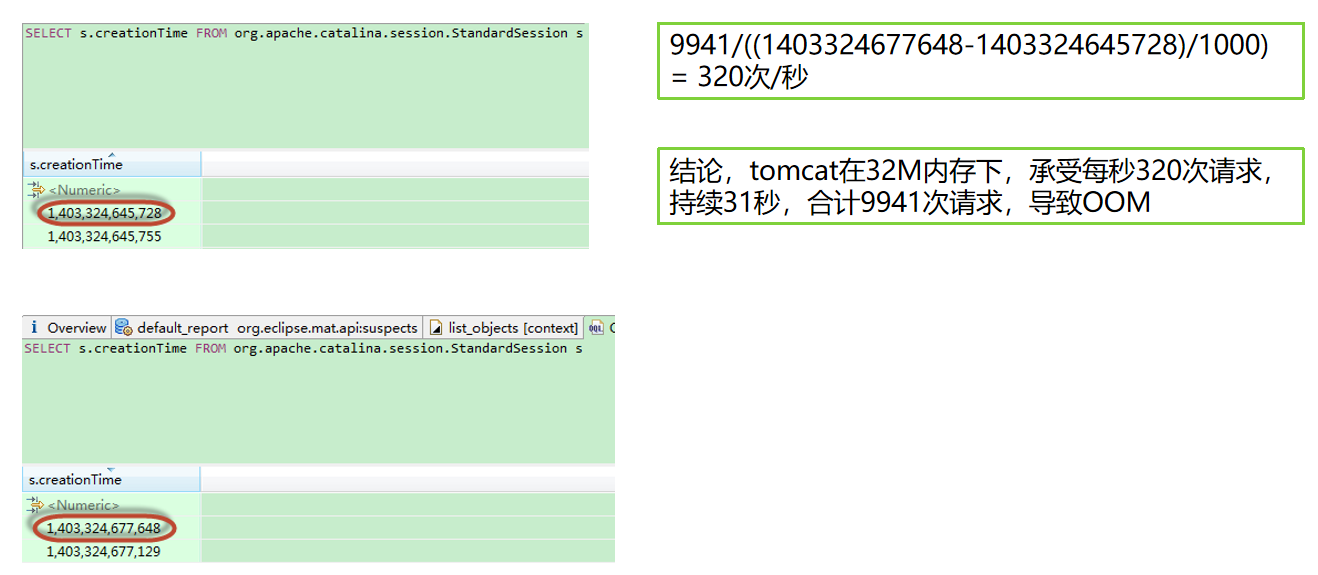 SELECT s.creationTime FROM org.apache.catalina.session.StandardSession s
s.creationTime
<Numeric>
1,403,324,645,728
1,403,324,645,755
9941/((1403324677648-1403324645728)/1000)
= 320次/秒
结论，tomcat在32M内存下，承受每秒320次请求，
持续31秒，合计9941次请求，导致OOM
i Overview default_report org.eclipse.mat.api:suspects list_objects [context] OQL
SELECT s.creationTime FROM org.apache.catalina.session.StandardSession s
s.creationTime
<Numeric>
1,403,324,677,648
1,403,324,677,129